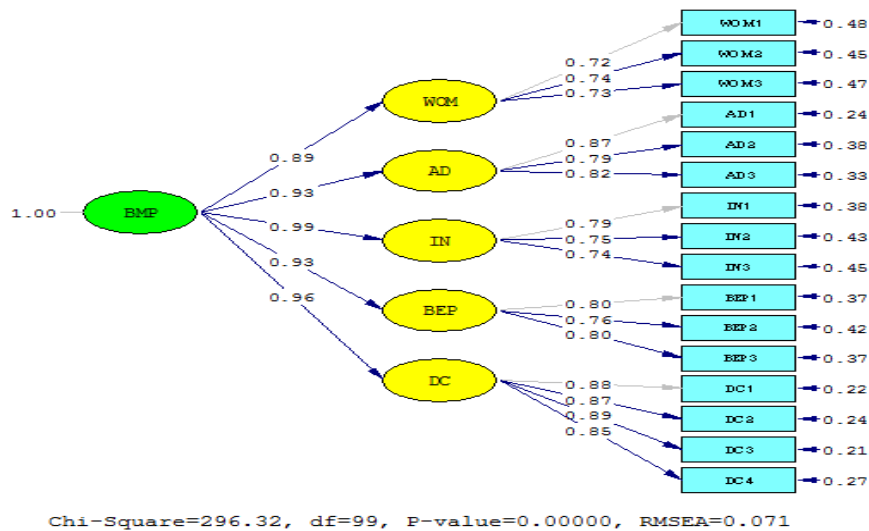 WOM1 0.48
0.72
WOM2 0.45
0.74
WOM3 0.47
0.73
WOM
AD1 0.24
0.87
AD2 0.38
0.79
AD3 0.33
0.82
0.89
AD
0.93
IN1 0.38
0.79
1.00 BMP
0.99
IN2 0.43
0.75
IN
IN3 0.45
0.74
0.93
BEP1 0.37
0.80
0.96
BEP
BEP2 0.42
0.76
BEP3 0.37
0.80
DC
DC1 0.22
0.88
DC2 0.24
0.87
DC3 0.21
0.89
DC4 0.27
0.85
Chi-Square=296.32, df=99, P-value=0.00000, RMSEA=0.071